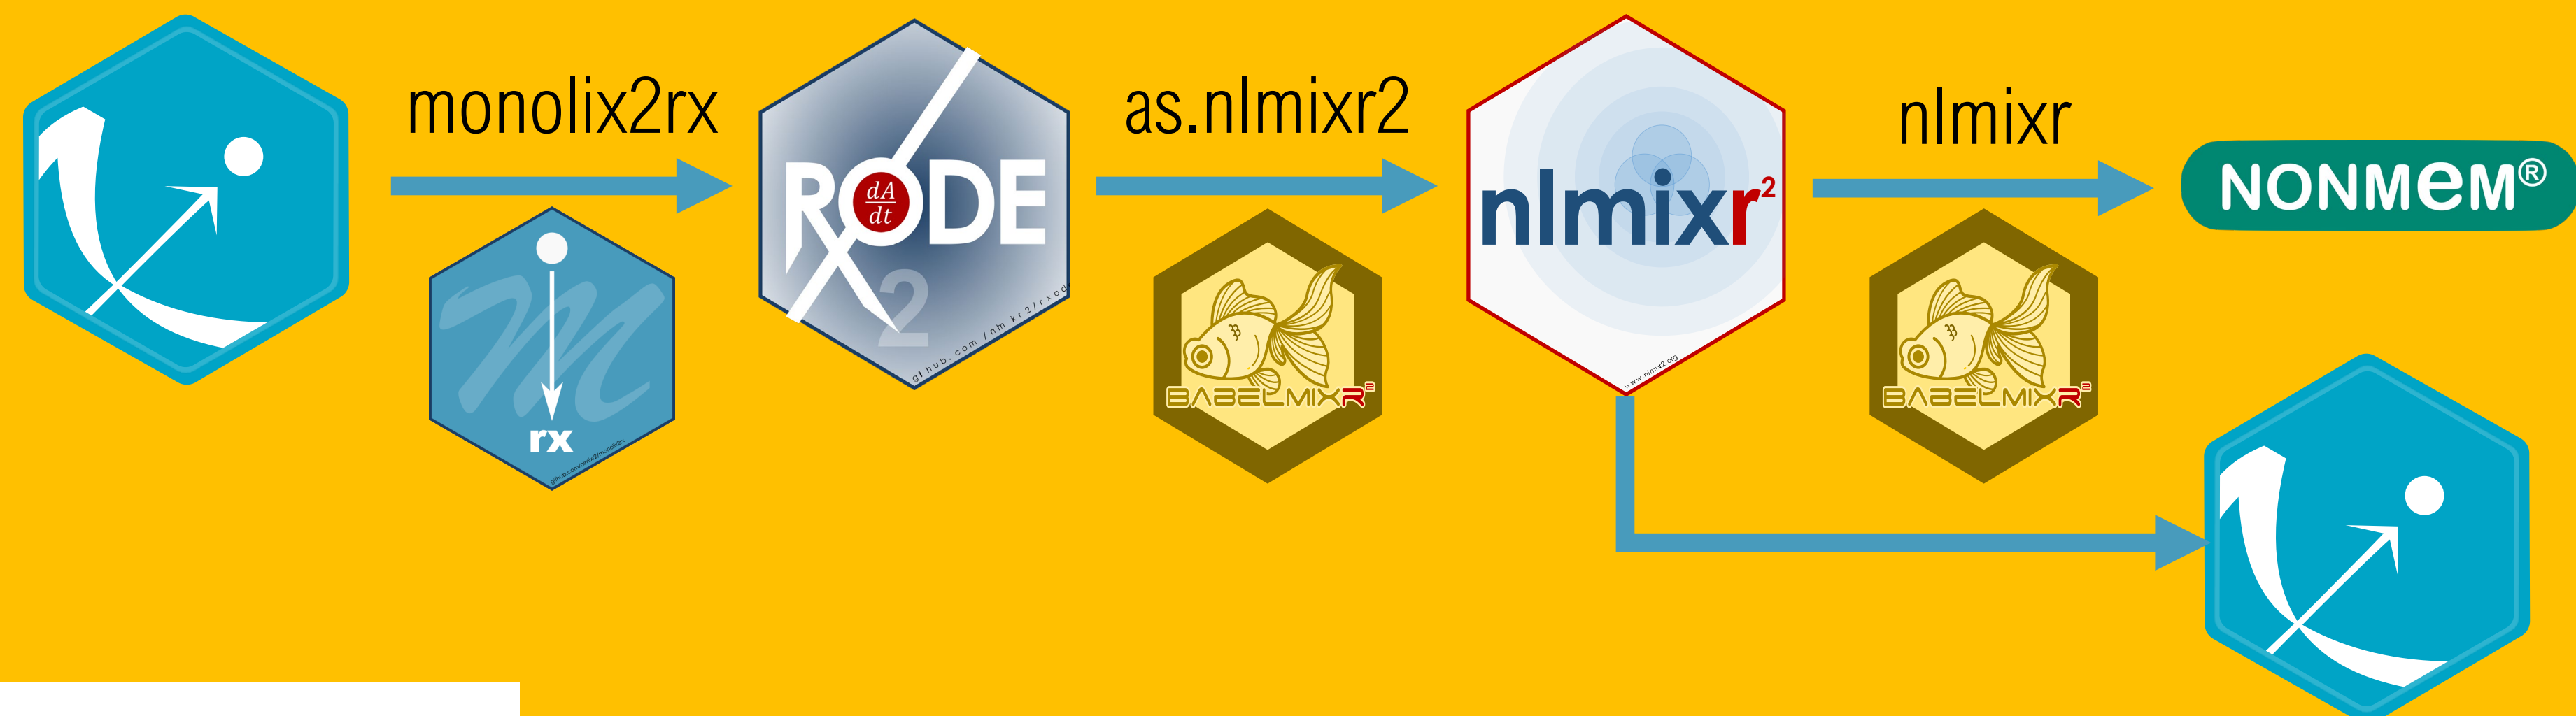 monolix2rx
as.nlmixr2
nlmixr
RxODE
dA
dt
2
nlmixr²
NONMEM®
rx
github.com/nlmixr2/monolix2rx
BABELMIXR²
www.nlmixr2.org
BABELMIXR²